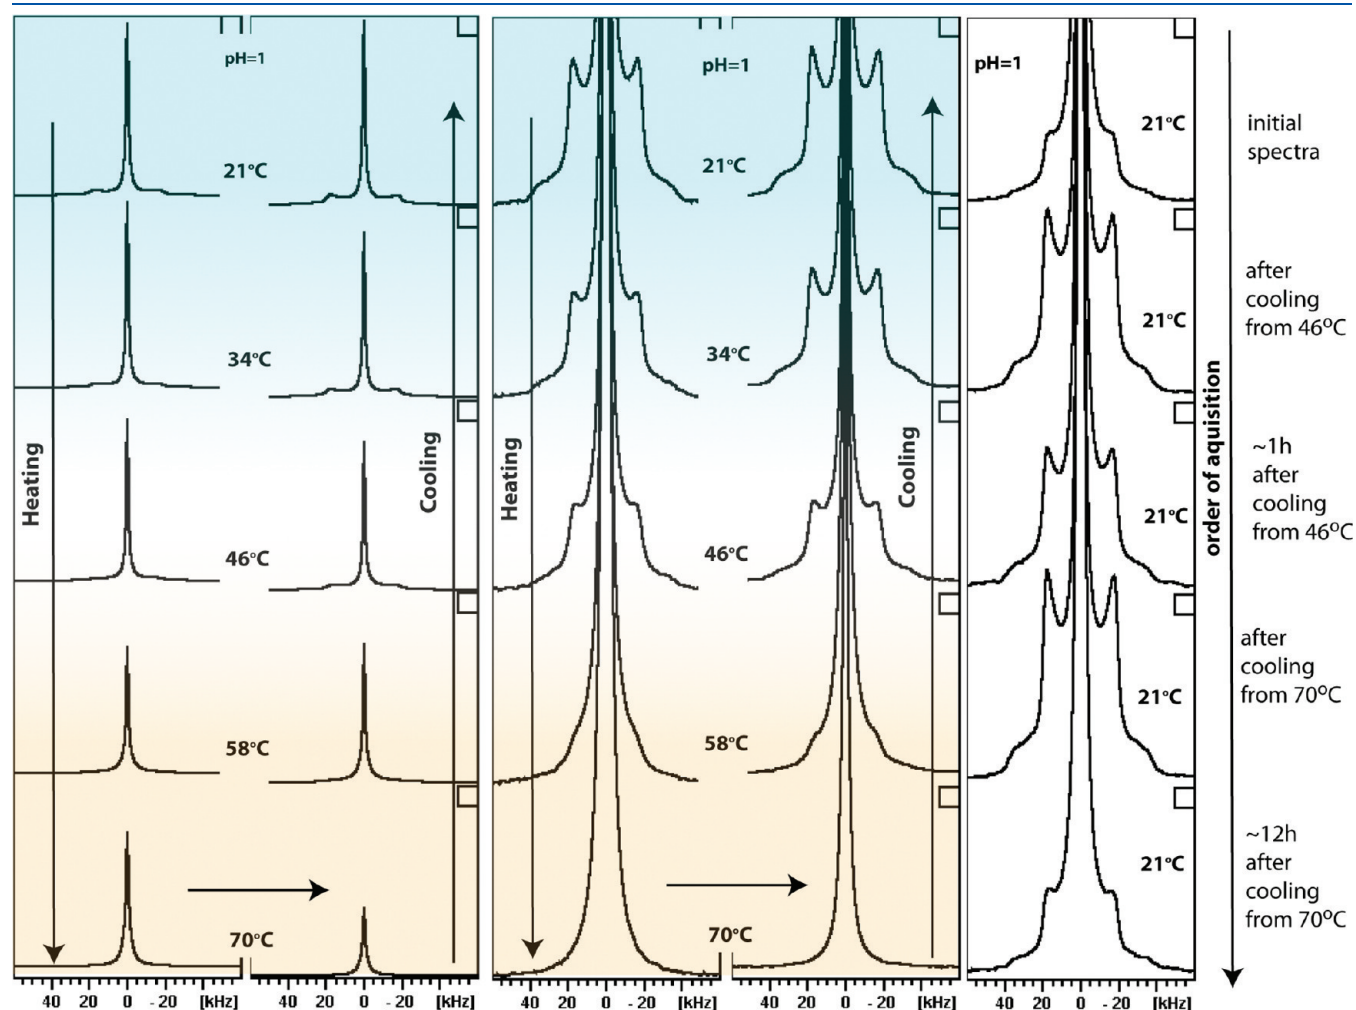 pH=1
21°C
34°C
Heating
Cooling
46°C
58°C
70°C
40 20 0 - 20 [kHz]
40 20 0 - 20 [kHz]
pH=1
21°C
34°C
Heating
Cooling
46°C
58°C
70°C
40 20 0 - 20 [kHz]
40 20 0 - 20 [kHz]
pH=1
21°C
21°C
21°C
21°C
21°C
40 20 0 - 20 [kHz]
order of aquisition
initial
spectra
after
cooling
from 46°C
~1h
after
cooling
from 46°C
after
cooling
from 70°C
~12h
after
cooling
from 70°C